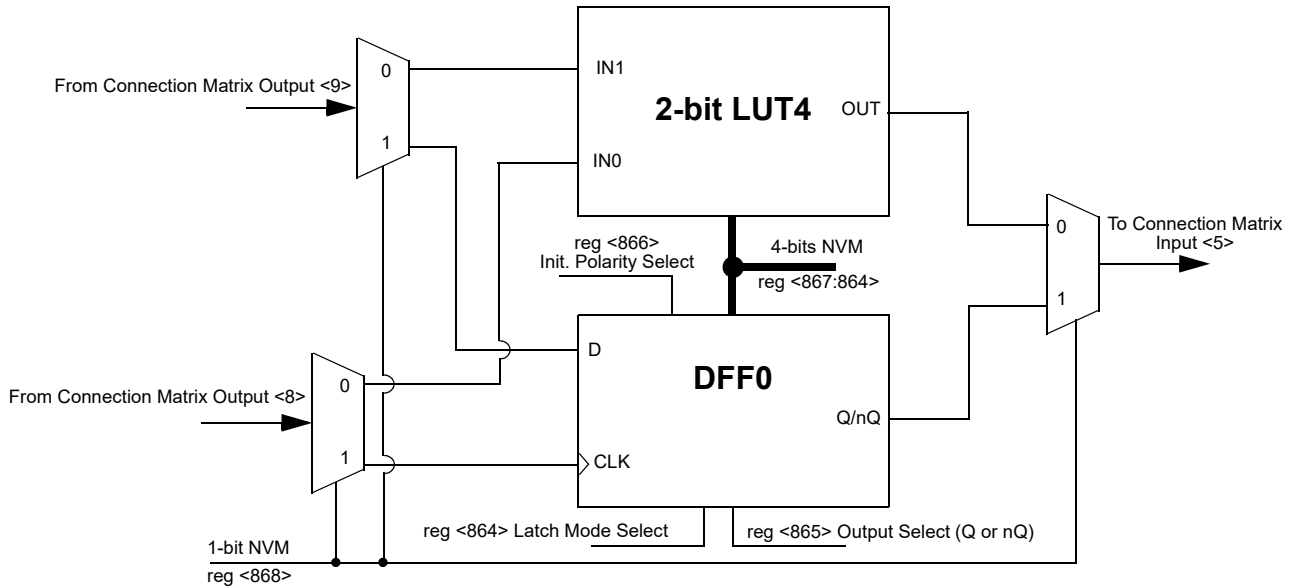 From Connection Matrix Output <9>
0
1
IN1
IN0
2-bit LUT4
OUT
reg <866>
Init. Polarity Select
4-bits NVM
reg <867:864>
0
1
To Connection Matrix
Input <5>
From Connection Matrix Output <8>
0
1
D
CLK
DFF0
Q/nQ
reg <864> Latch Mode Select
reg <865> Output Select (Q or nQ)
1-bit NVM
reg <868>